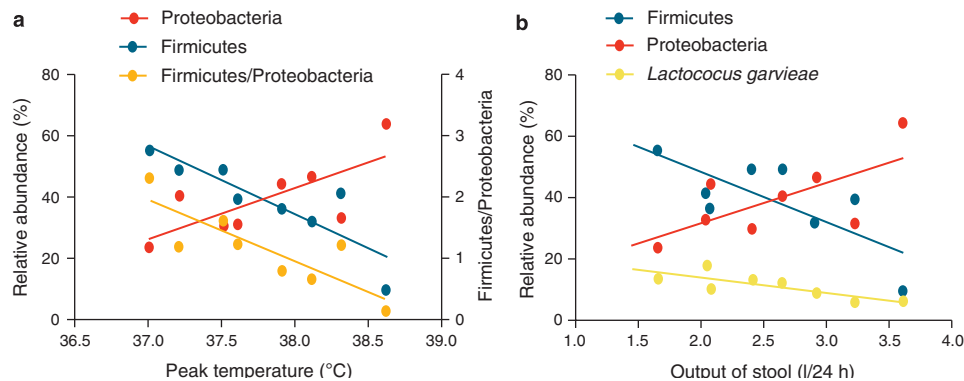 a
Proteobacteria
Firmicutes
Firmicutes/Proteobacteria
80
60
40
20
0
Relative abundance (%)
4
3
2
1
0
Firmicutes/Proteobacteria
36.5 37.0 37.5 38.0 38.5 39.0
Peak temperature (°C)
b
Firmicutes
Proteobacteria
Lactococus garvieae
80
60
40
20
0
Relative abundance (%)
1.0 1.5 2.0 2.5 3.0 3.5 4.0
Output of stool (l/24 h)